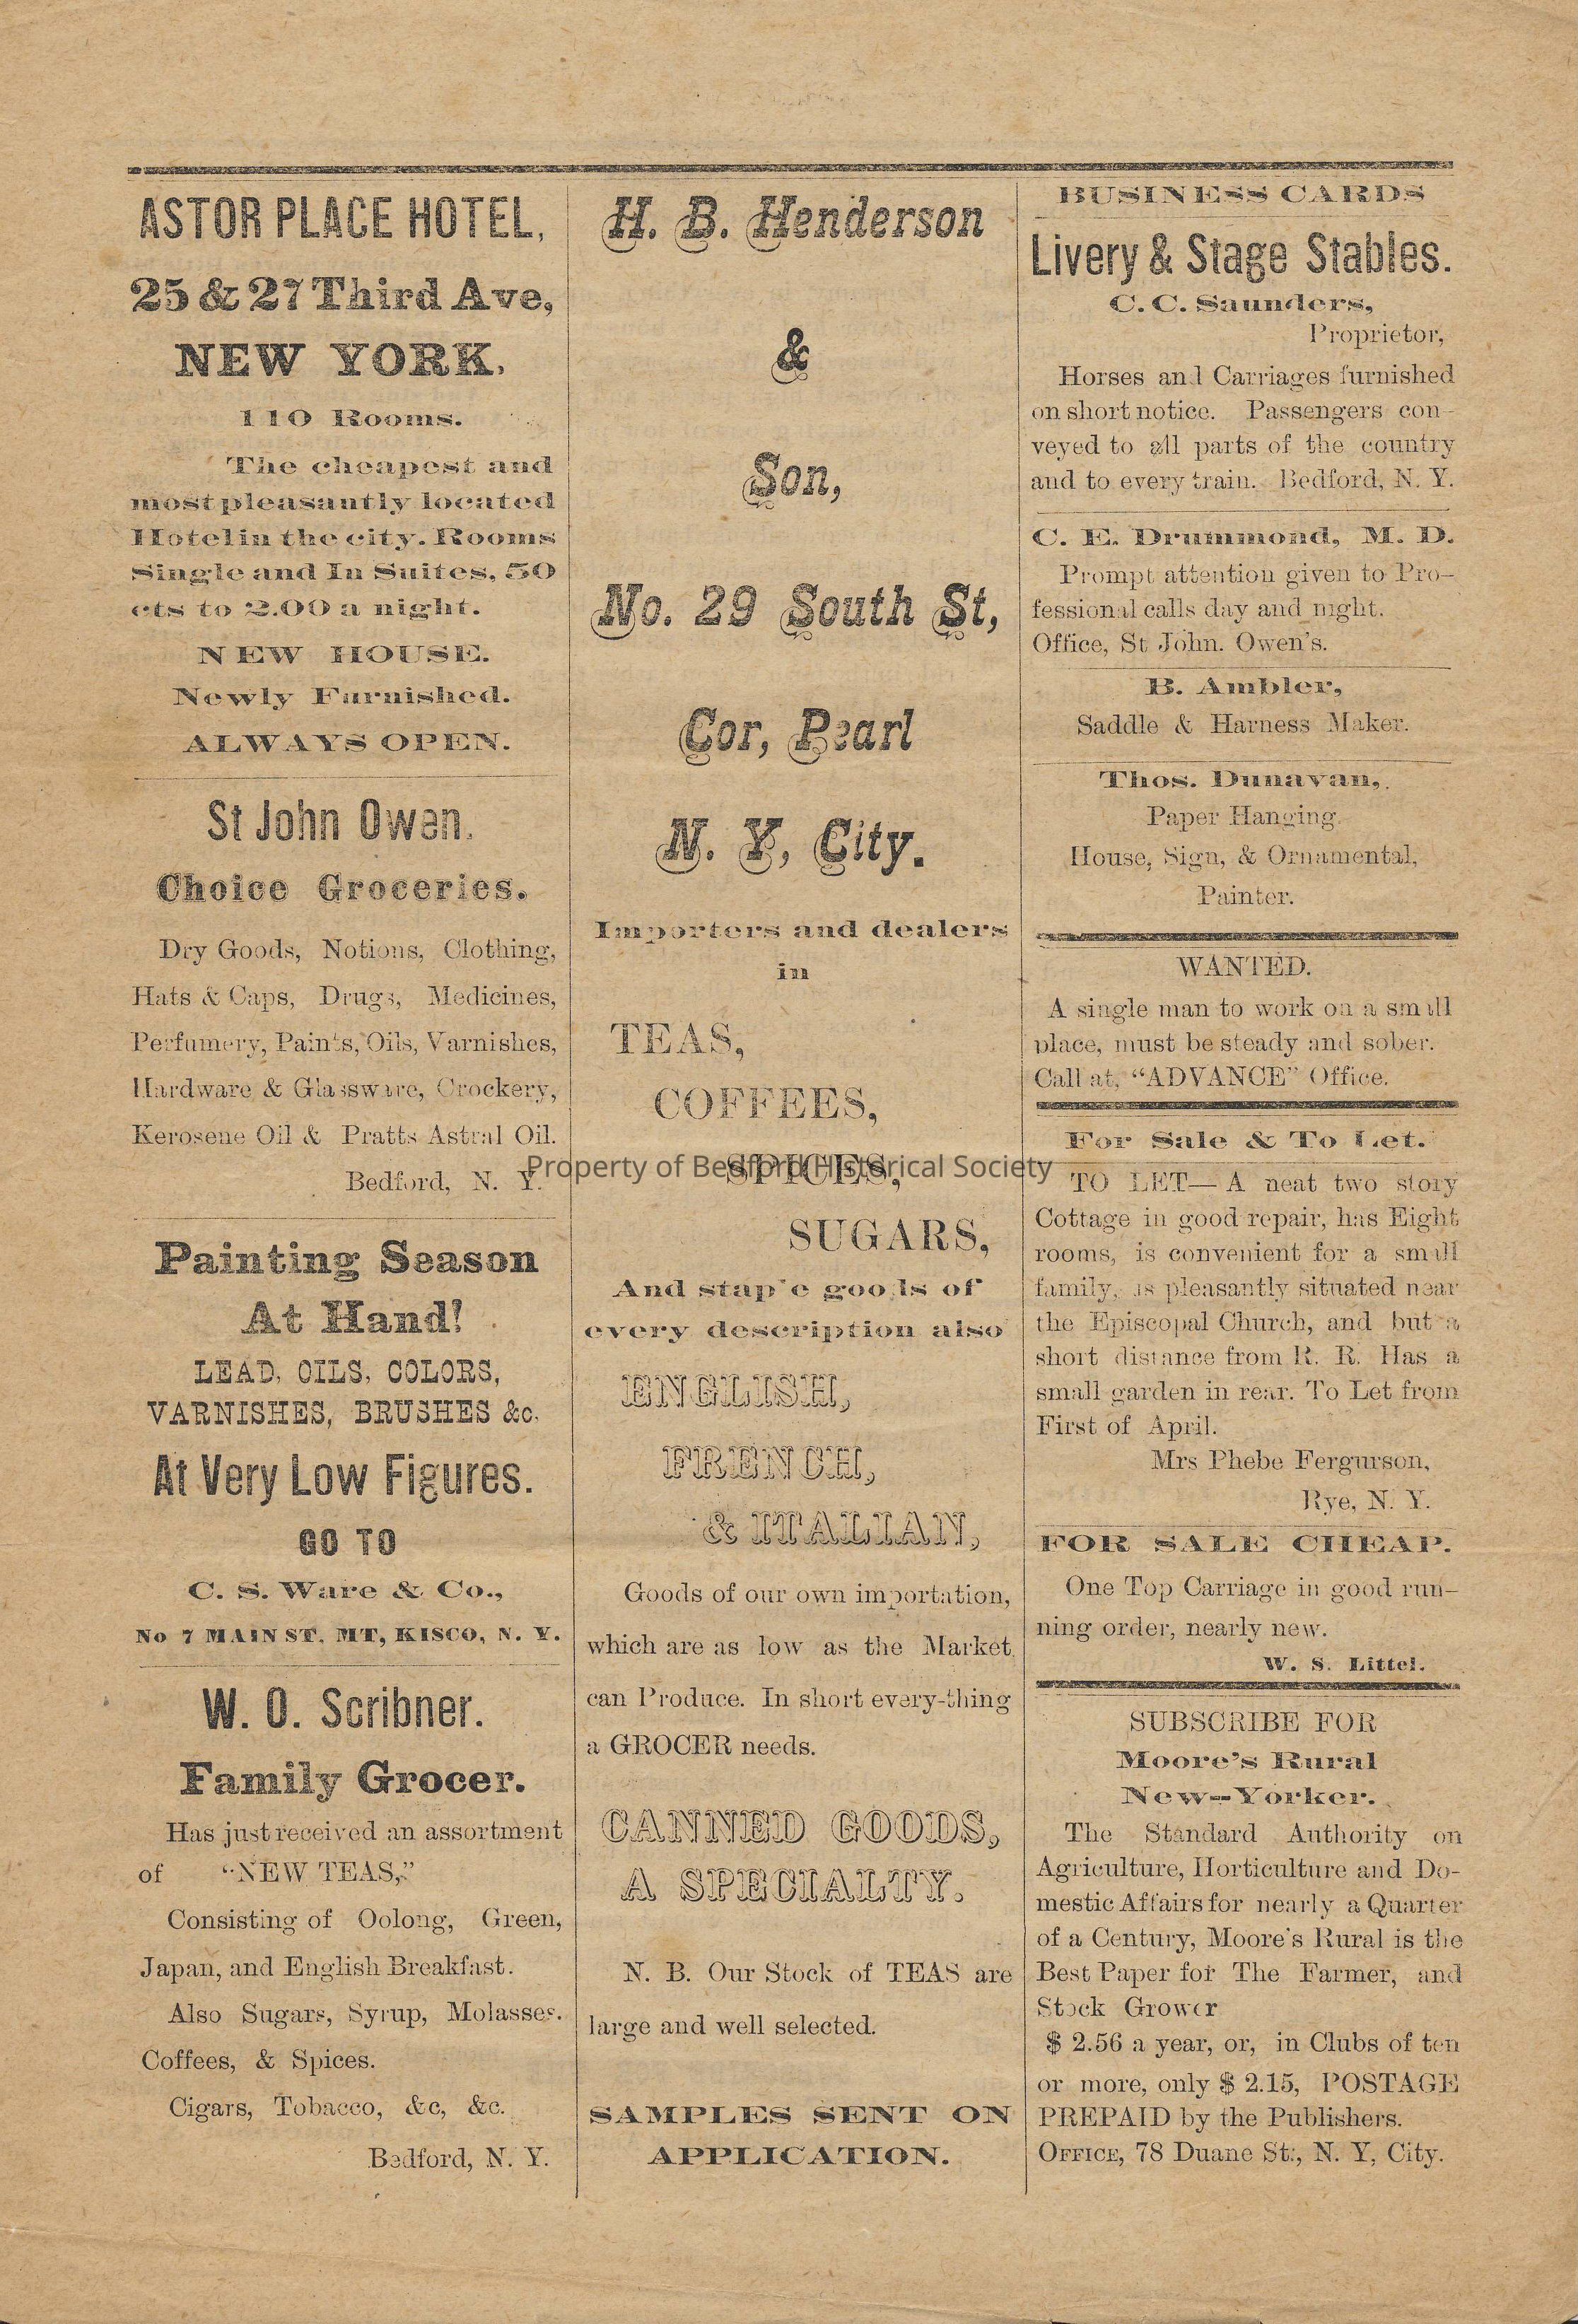 ASTOR PLACE HOTEL,
25 & 27 Third Ave,
NEW YORK.
110 Rooms.
The cheapest and
most pleasantly located
Hotel in the city. Rooms
Single and In Suites, 50
cts to 2.00 a night.
NEW HOUSE.
Newly Furnished.
ALWAYS OPEN.
St John Owen.
Choice Groceries.
Dry Goods, Notions, Clothing,
Hats & Caps, Drugs, Medicines,
Perfumery, Paints, Oils, Varnishes,
Hardware & Glassware, Crockery,
Kerosene Oil & Pratts Astral Oil.
Bedford, N. Y.
Painting Season
At Hand!
LEAD, OILS, COLORS,
VARNISHES, BRUSHES &c.
At Very Low Figures.
GO TO
C. S. Ware & Co.,
No 7 MAIN ST. MT, KISCO, N. Y.
W. O. Scribner.
Family Grocer.
Has just received an assortment
of "NEW TEAS,"
Consisting of Oolong, Green,
Japan, and English Breakfast.
Also Sugars, Syrup, Molasses.
Coffees, & Spices.
Cigars, Tobacco, &c, &c.
Bedford, N. Y.
H. B. Henderson
&
Son,
No. 29 South St,
Cor, Pearl
N. Y, City.
Importers and dealers
in
TEAS,
COFFEES,
SPICES,
Property of Bedford Historical Society
SUGARS,
And staple goods of
every description also
ENGLISH,
FRENCH,
& ITALIAN,
Goods of our own importation,
which are as low as the Market
can Produce. In short every-thing
a GROCER needs.
CANNED GOODS,
A SPECIALTY.
N. B. Our Stock of TEAS are
large and well selected.
SAMPLES SENT ON
APPLICATION.
BUSINESS CARDS
Livery & Stage Stables.
C. C. Saunders,
Proprietor,
Horses and Carriages furnished
on short notice. Passengers con-
veyed to all parts of the country
and to every train. Bedford, N. Y.
C. E. Drummond, M. D.
Prompt attention given to Pro-
fessional calls day and night.
Office, St John. Owen's.
B. Ambler,
Saddle & Harness Maker.
Thos. Dunavan,
Paper Hanging.
House, Sign, & Ornamental,
Painter.
WANTED.
A single man to work on a small
place, must be steady and sober.
Call at, "ADVANCE" Office.
For Sale & To Let.
TO LET— A neat two story
Cottage in good repair, has Eight
rooms, is convenient for a small
family, is pleasantly situated near
the Episcopal Church, and but a
short distance from R. R. Has a
small garden in rear. To Let from
First of April.
Mrs Phebe Fergurson,
Rye, N. Y.
FOR SALE CHEAP.
One Top Carriage in good run-
ning order, nearly new.
W. S. Littel.
SUBSCRIBE FOR
Moore's Rural
New-Yorker.
The Standard Authority on
Agriculture, Horticulture and Do-
mestic Affairs for nearly a Quarter
of a Century, Moore's Rural is the
Best Paper for The Farmer, and
Stock Grower
$ 2.56 a year, or, in Clubs of ten
or more, only $ 2.15, POSTAGE
PREPAID by the Publishers.
OFFICE, 78 Duane St., N. Y, City.